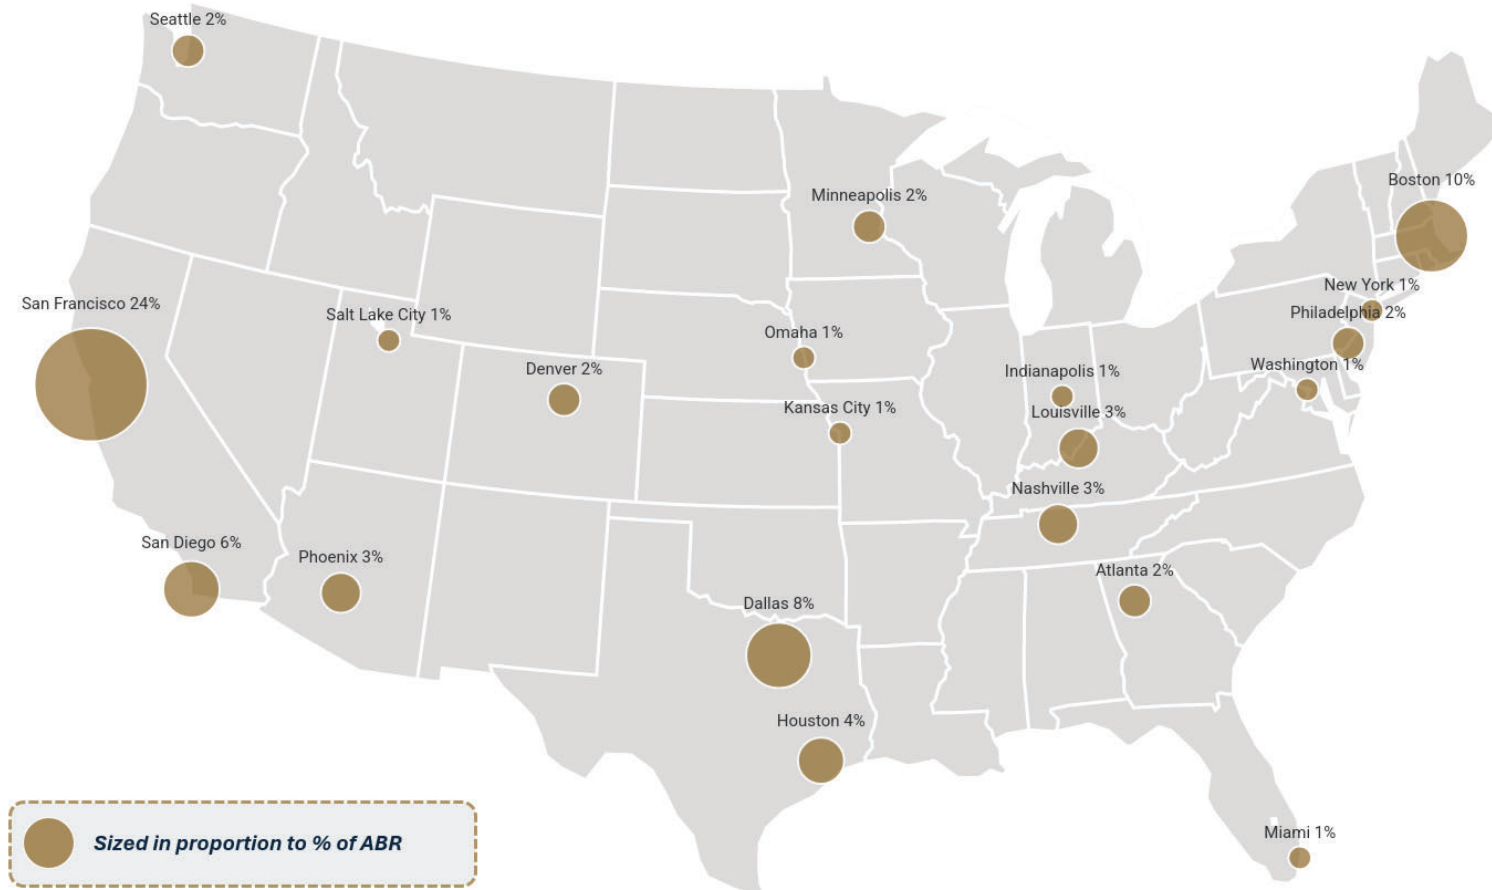 Seattle 2%
Boston 10%
Minneapolis 2%
New York 1%
San Francisco 24%
Philadelphia 2%
Salt Lake City 1%
Omaha 1%
Washington 1%
Denver 2%
Indianapolis 1%
Kansas City 1%
Louisville 3%
Nashville 3%
San Diego 6%
Phoenix 3%
Atlanta 2%
Dallas 8%
Houston 4%
Miami 1%
Sized in proportion to % of ABR